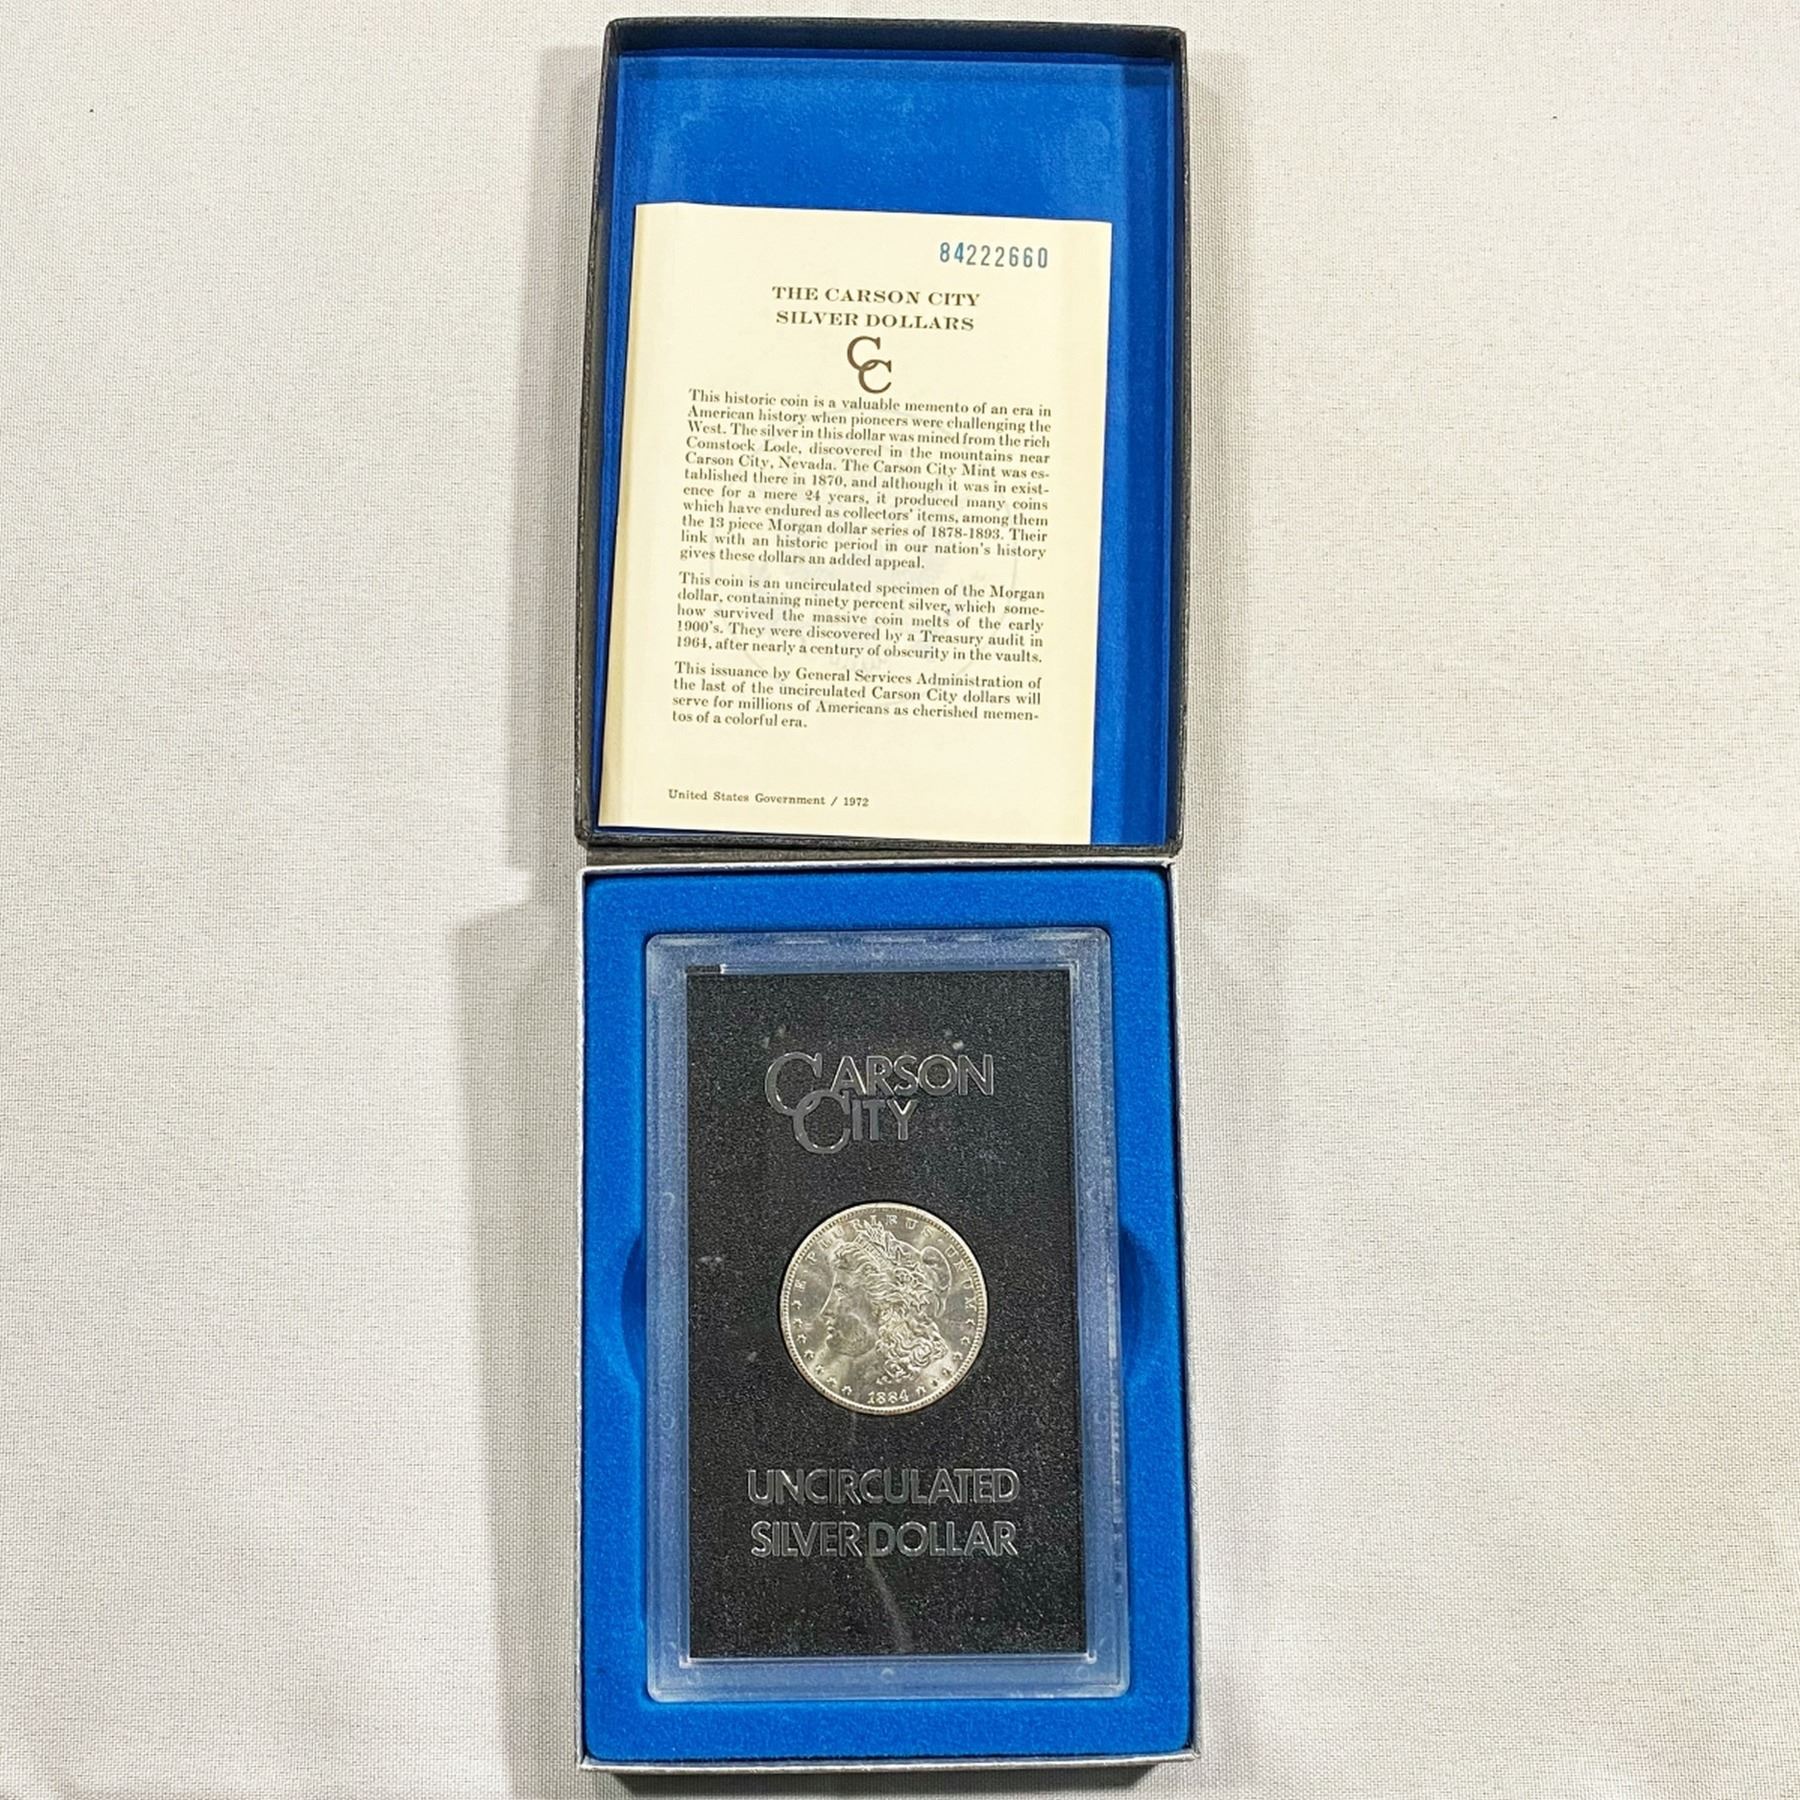 84222660
THE CARSON CITY
SILVER DOLLARS
CC
This historic coin is a valuable memento of an era in
American history when pioneers were challenging the
West. The silver in this dollar was mined from the rich
Comstock Lode, discovered in the mountains near
Carson City, Nevada. The Carson City Mint was es-
tablished there in 1870, and although it was in exist-
ence for a mere 24 years, it produced many coins
which have endured as collectors' items, among them
the 13 piece Morgan dollar series of 1878-1893. Their
link with an historic period in our nation's history
gives these dollars an added appeal.
This coin is an uncirculated specimen of the Morgan
dollar, containing ninety percent silver, which some-
how survived the massive coin melts of the early
1900's. They were discovered by a Treasury audit in
1964, after nearly a century of obscurity in the vaults.
This issuance by General Services Administration of
the last of the uncirculated Carson City dollars will
serve for millions of Americans as cherished memen-
tos of a colorful era.
United States Government / 1972
CARSON
CITY
E·PLURIBUS·UNUM
1884
UNCIRCULATED
SILVER DOLLAR